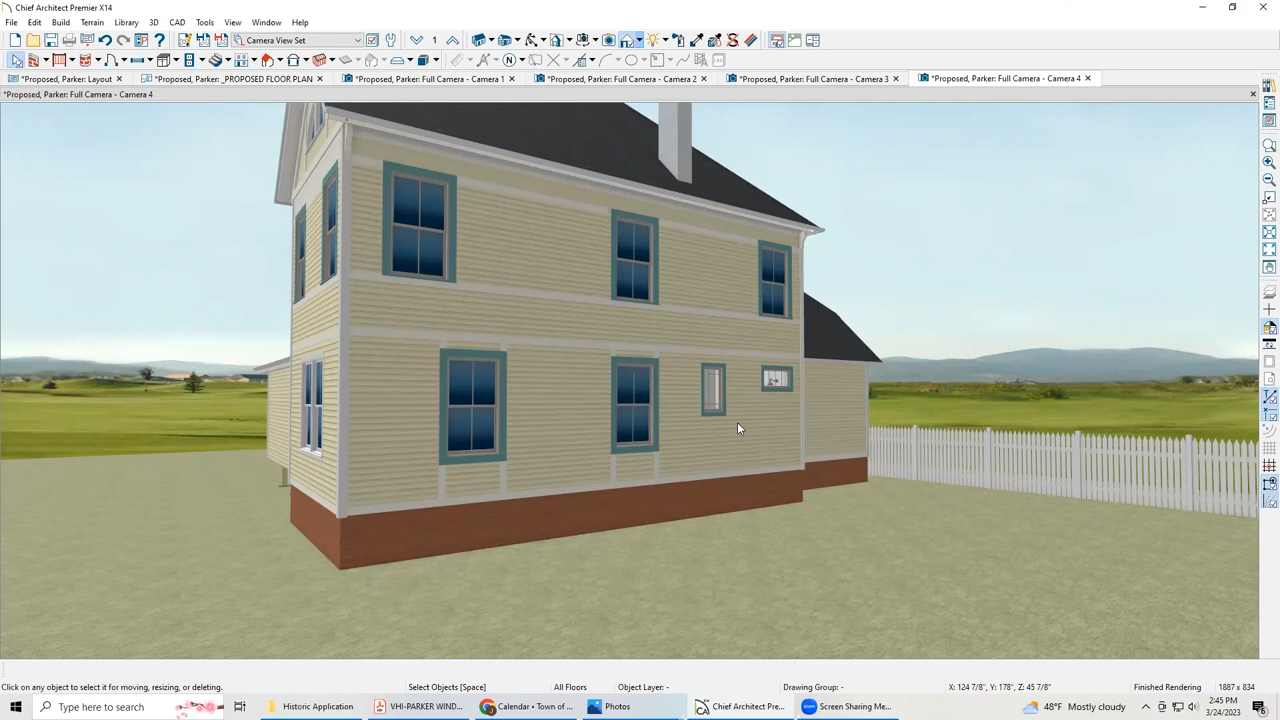 Chief Architect Premier X14
File Edit Build Terrain Library 3D CAD Tools View Window Help
Camera View Set 1
*Proposed, Parker: Layout *Proposed, Parker: _PROPOSED FLOOR PLAN *Proposed, Parker: Full Camera - Camera 1 *Proposed, Parker: Full Camera - Camera 2 *Proposed, Parker: Full Camera - Camera 3 *Proposed, Parker: Full Camera - Camera 4
*Proposed, Parker: Full Camera - Camera 4
Click on any object to select it for moving, resizing, or deleting. Select Objects [Space] All Floors Object Layer: - Drawing Group: - X: 124 7/8", Y: 178", Z: 45 7/8" Finished Rendering 1887 x 834
Type here to search Historic Application VHI-PARKER WIND... Calendar • Town of ... Photos Chief Architect Pre... zoom Screen Sharing Me... 48°F Mostly cloudy 2:45 PM
3/24/2023